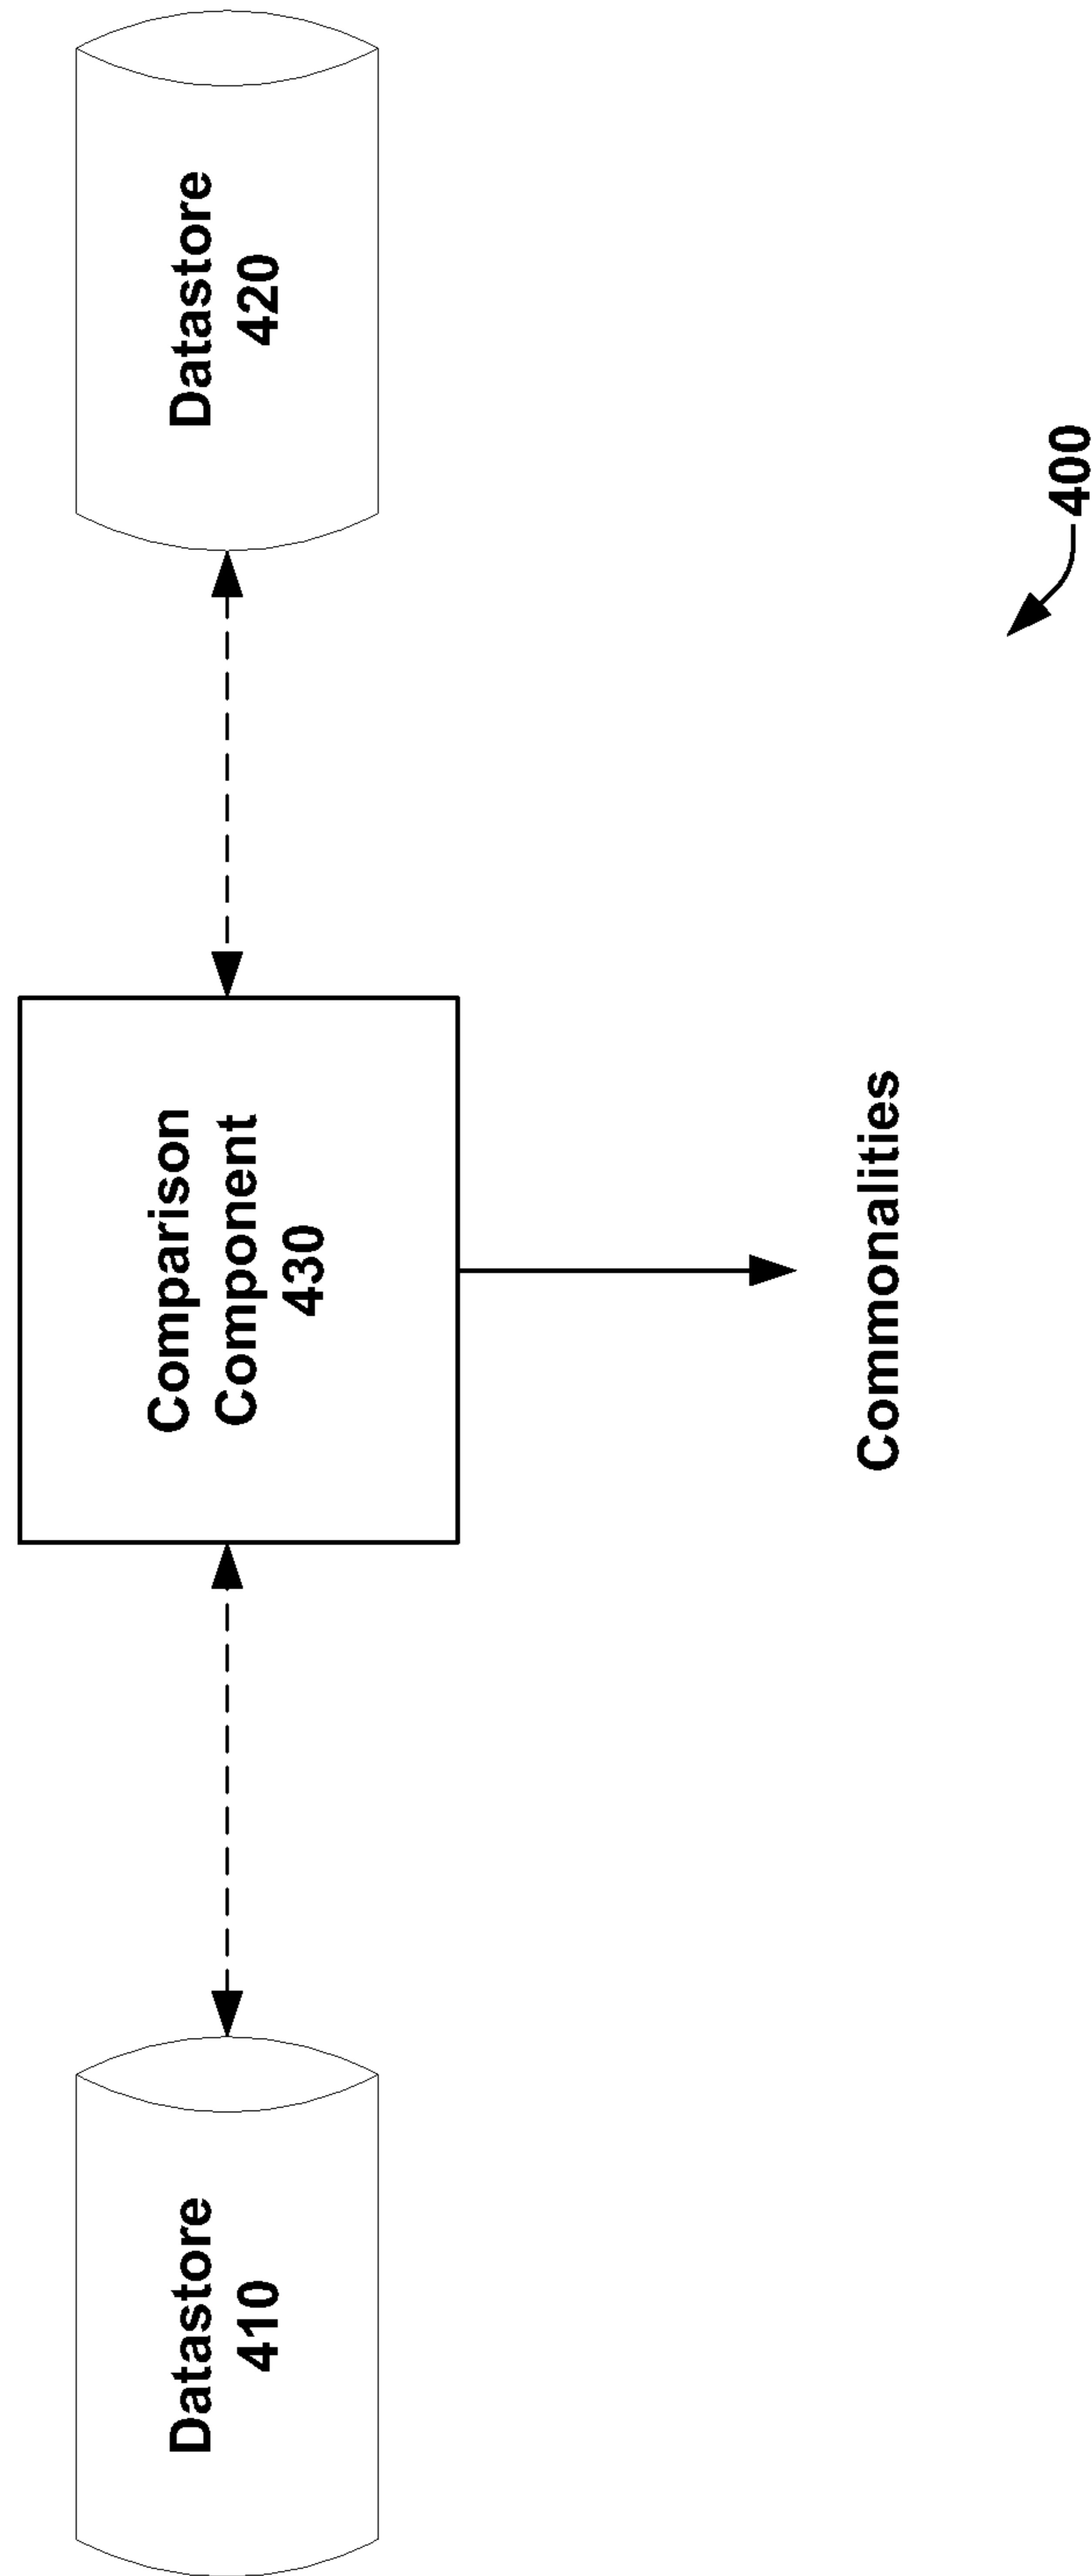 Datastore
410
Comparison
Component
430
Datastore
420
Commonalities
400